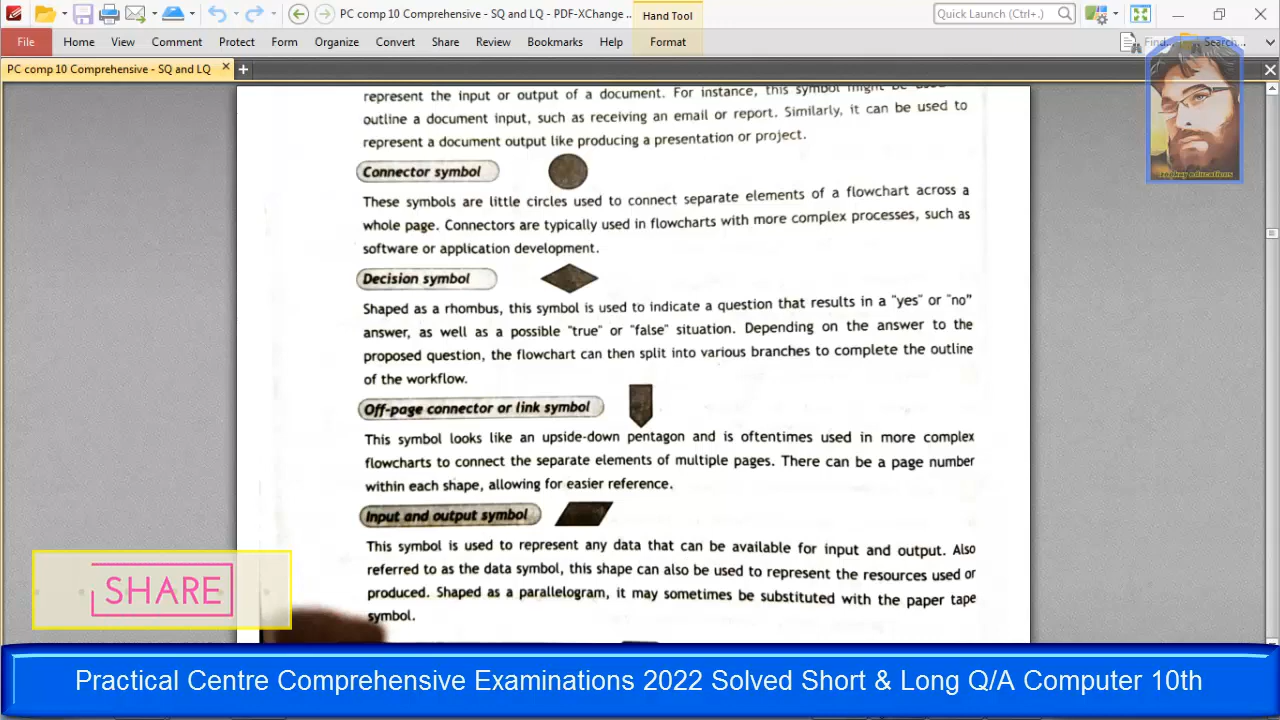 PC comp 10 Comprehensive - SQ and LQ - PDF-XChange ...
Hand Tool
Quick Launch (Ctrl+.)
File
Home
View
Comment
Protect
Form
Organize
Convert
Share
Review
Bookmarks
Help
Format
Find...
Search...
PC comp 10 Comprehensive - SQ and LQ
represent the input or output of a document. For instance, this symbol might be used
outline a document input, such as receiving an email or report. Similarly, it can be used to
represent a document output like producing a presentation or project.
Connector symbol
These symbols are little circles used to connect separate elements of a flowchart across a
whole page. Connectors are typically used in flowcharts with more complex processes, such as
software or application development.
Decision symbol
Shaped as a rhombus, this symbol is used to indicate a question that results in a "yes" or "no"
answer, as well as a possible "true" or "false" situation. Depending on the answer to the
proposed question, the flowchart can then split into various branches to complete the outline
of the workflow.
Off-page connector or link symbol
This symbol looks like an upside-down pentagon and is oftentimes used in more complex
flowcharts to connect the separate elements of multiple pages. There can be a page number
within each shape, allowing for easier reference.
Input and output symbol
This symbol is used to represent any data that can be available for input and output. Also
referred to as the data symbol, this shape can also be used to represent the resources used or
produced. Shaped as a parallelogram, it may sometimes be substituted with the paper tape
symbol.
SHARE
Practical Centre Comprehensive Examinations 2022 Solved Short & Long Q/A Computer 10th